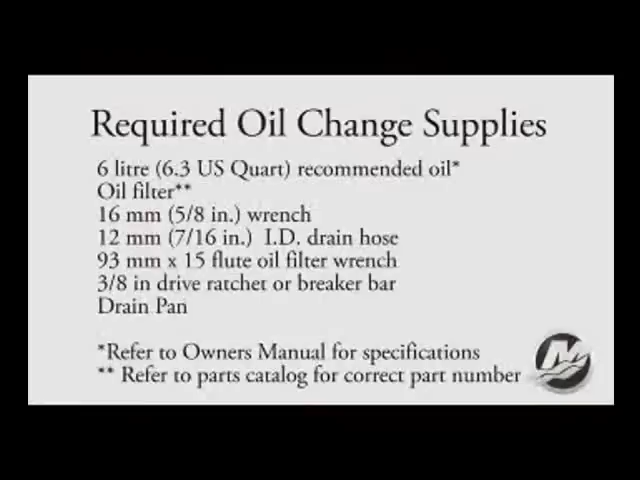 Required Oil Change Supplies
6 litre (6.3 US Quart) recommended oil*
Oil filter**
16 mm (5/8 in.) wrench
12 mm (7/16 in.)  I.D. drain hose
93 mm x 15 flute oil filter wrench
3/8 in drive ratchet or breaker bar
Drain Pan
*Refer to Owners Manual for specifications
** Refer to parts catalog for correct part number